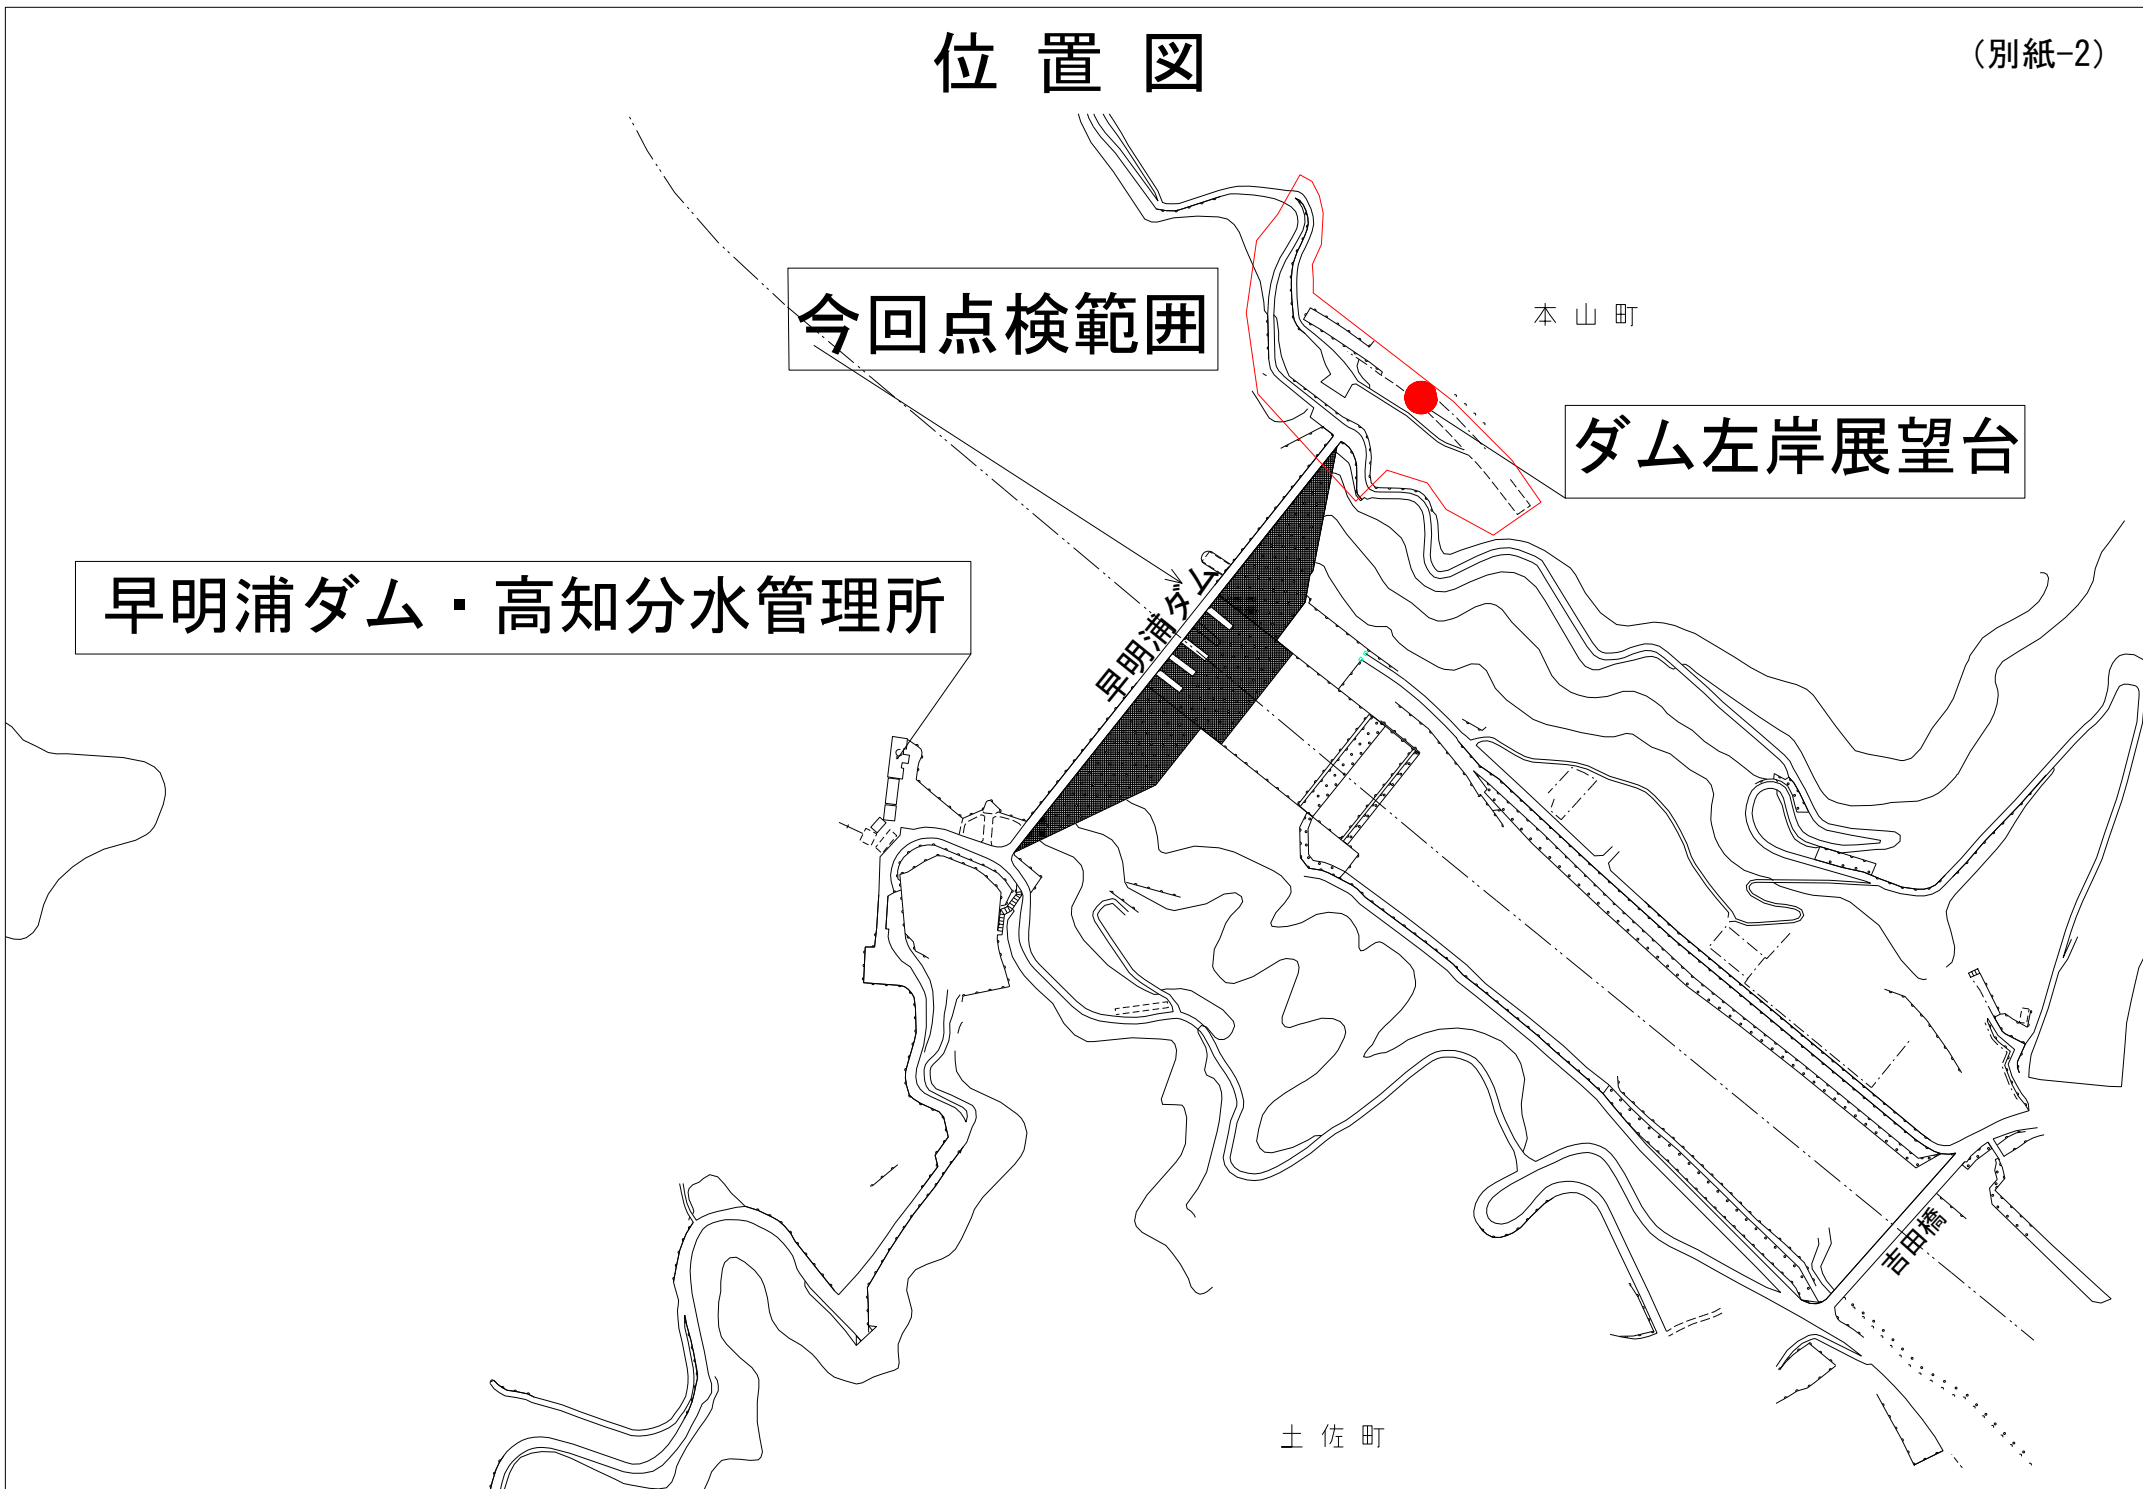 位置図
(別紙-2)
今回点検範囲
本山町
ダム左岸展望台
早明浦ダム・高知分水管理所
早明浦ダム
吉田橋
土佐町